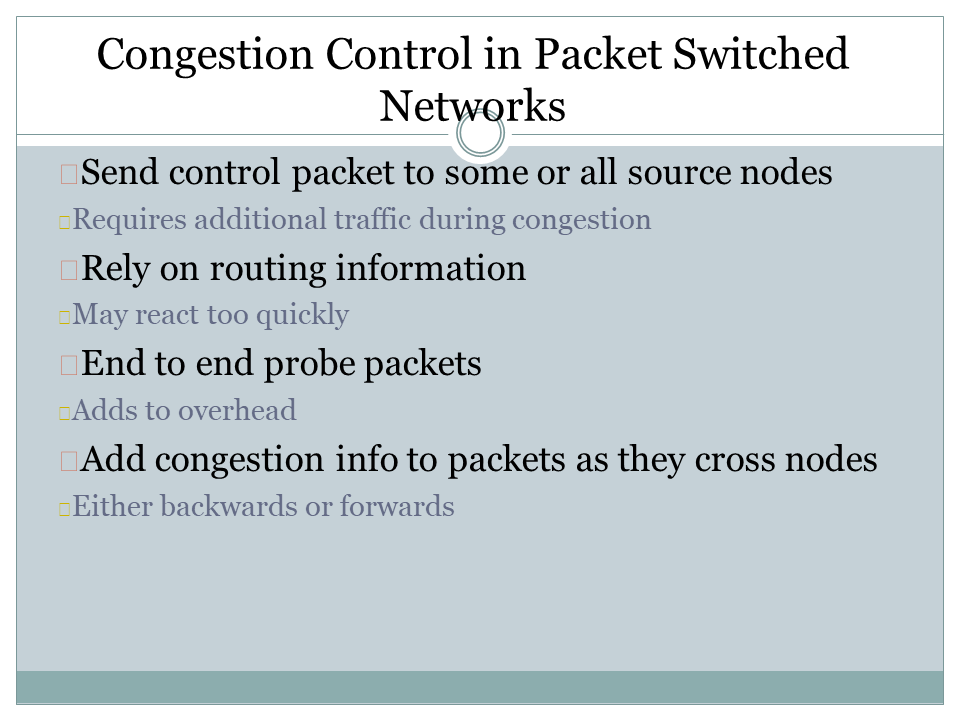 Congestion Control in Packet Switched
Networks
Send control packet to some or all source nodes
Requires additional traffic during congestion
Rely on routing information
May react too quickly
End to end probe packets
Adds to overhead
Add congestion info to packets as they cross nodes
Either backwards or forwards